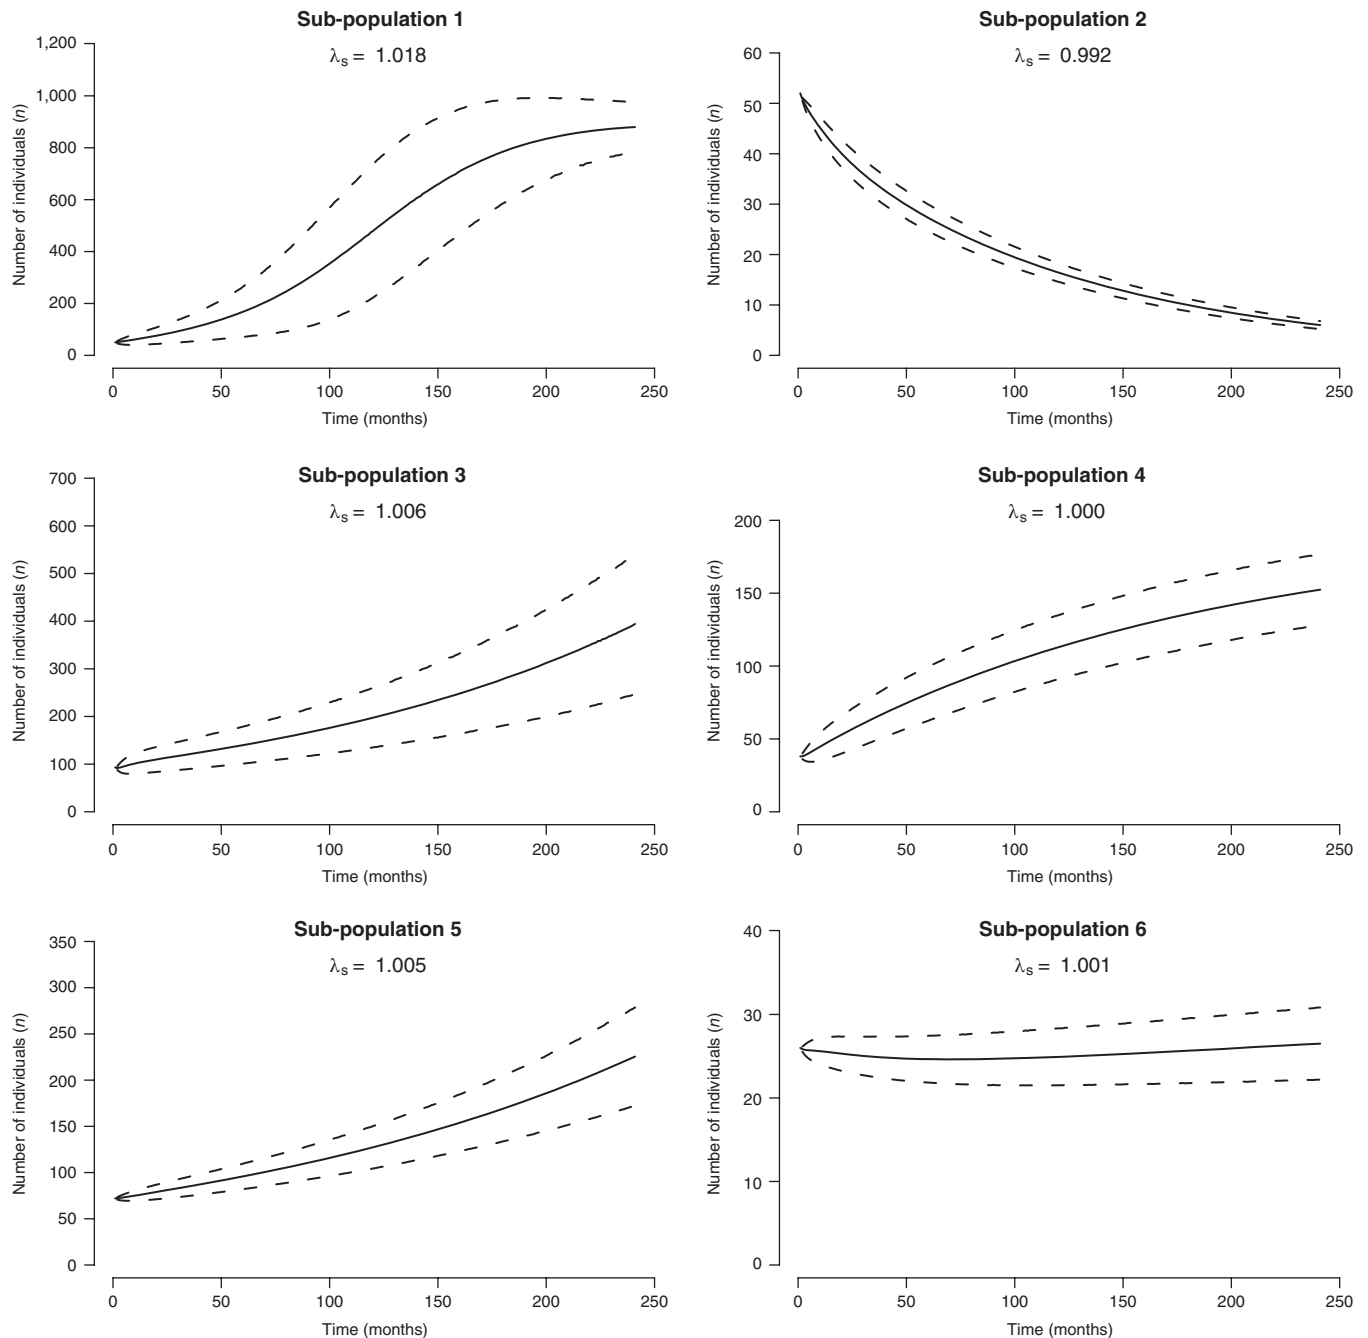 Sub-population 1
λs = 1.018
Number of individuals (n)
1,200
1,000
800
600
400
200
0
0 50 100 150 200 250
Time (months)
Sub-population 2
λs = 0.992
Number of individuals (n)
60
50
40
30
20
10
0
0 50 100 150 200 250
Time (months)
Sub-population 3
λs = 1.006
Number of individuals (n)
700
600
500
400
300
200
100
0
0 50 100 150 200 250
Time (months)
Sub-population 4
λs = 1.000
Number of individuals (n)
200
150
100
50
0
0 50 100 150 200 250
Time (months)
Sub-population 5
λs = 1.005
Number of individuals (n)
350
300
250
200
150
100
50
0
0 50 100 150 200 250
Time (months)
Sub-population 6
λs = 1.001
Number of individuals (n)
40
30
20
10
0
0 50 100 150 200 250
Time (months)